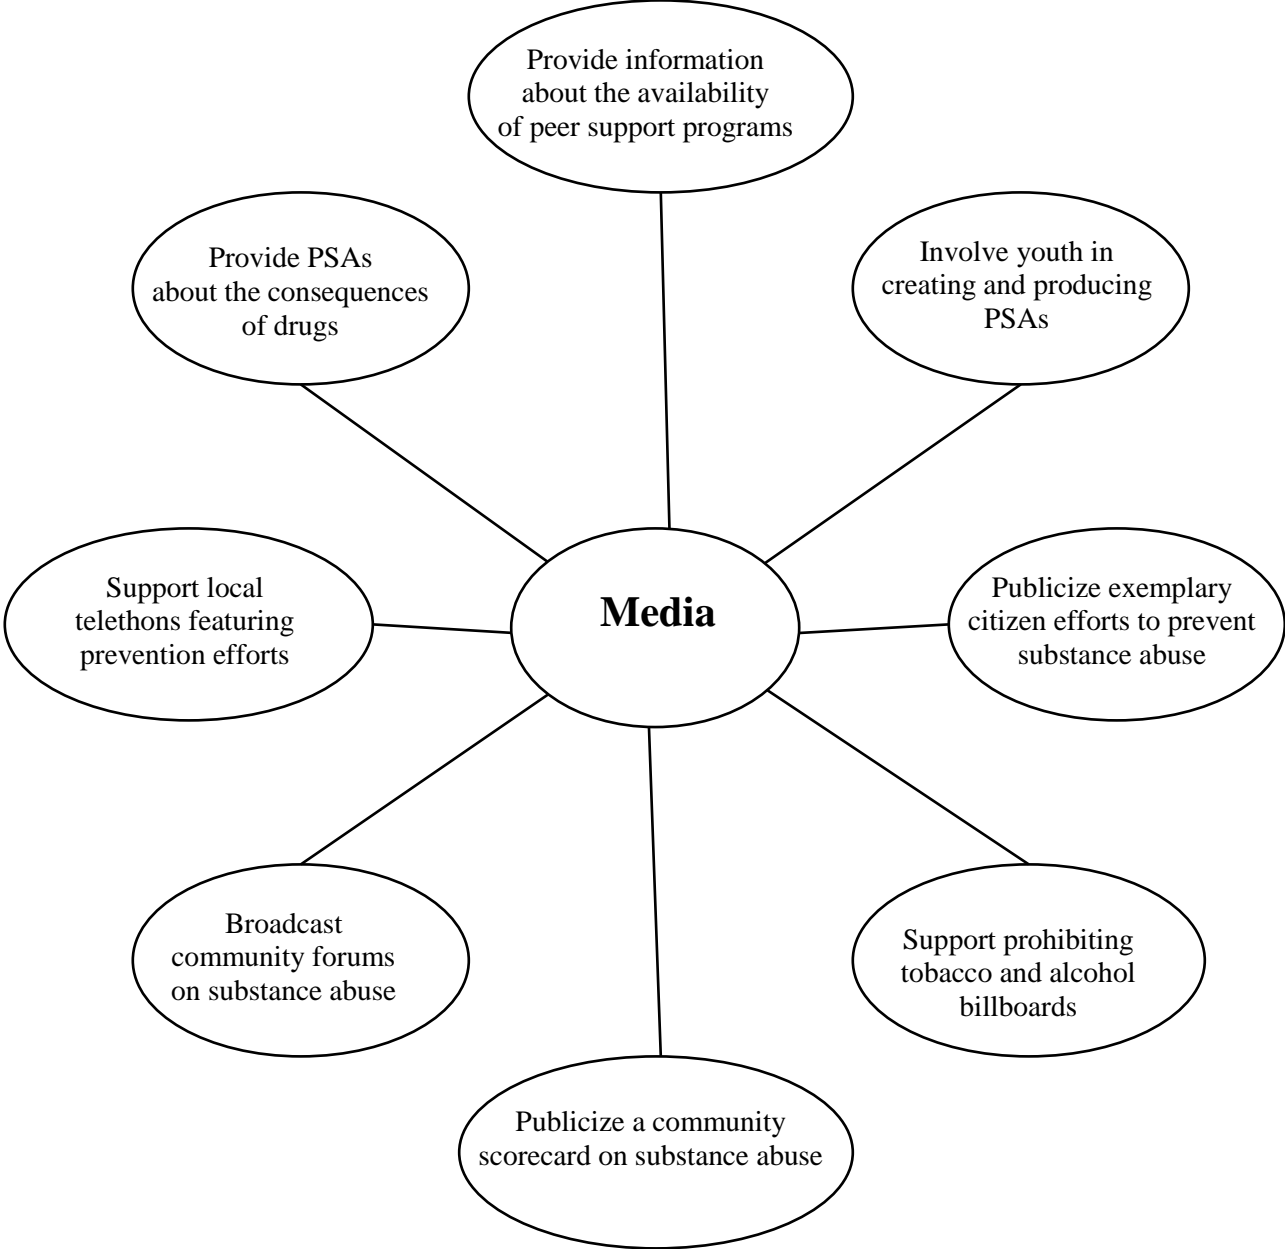 Provide information
about the availability
of peer support programs
Provide PSAs
about the consequences
of drugs
Involve youth in
creating and producing
PSAs
Support local
telethons featuring
prevention efforts
Media
Publicize exemplary
citizen efforts to prevent
substance abuse
Broadcast
community forums
on substance abuse
Support prohibiting
tobacco and alcohol
billboards
Publicize a community
scorecard on substance abuse